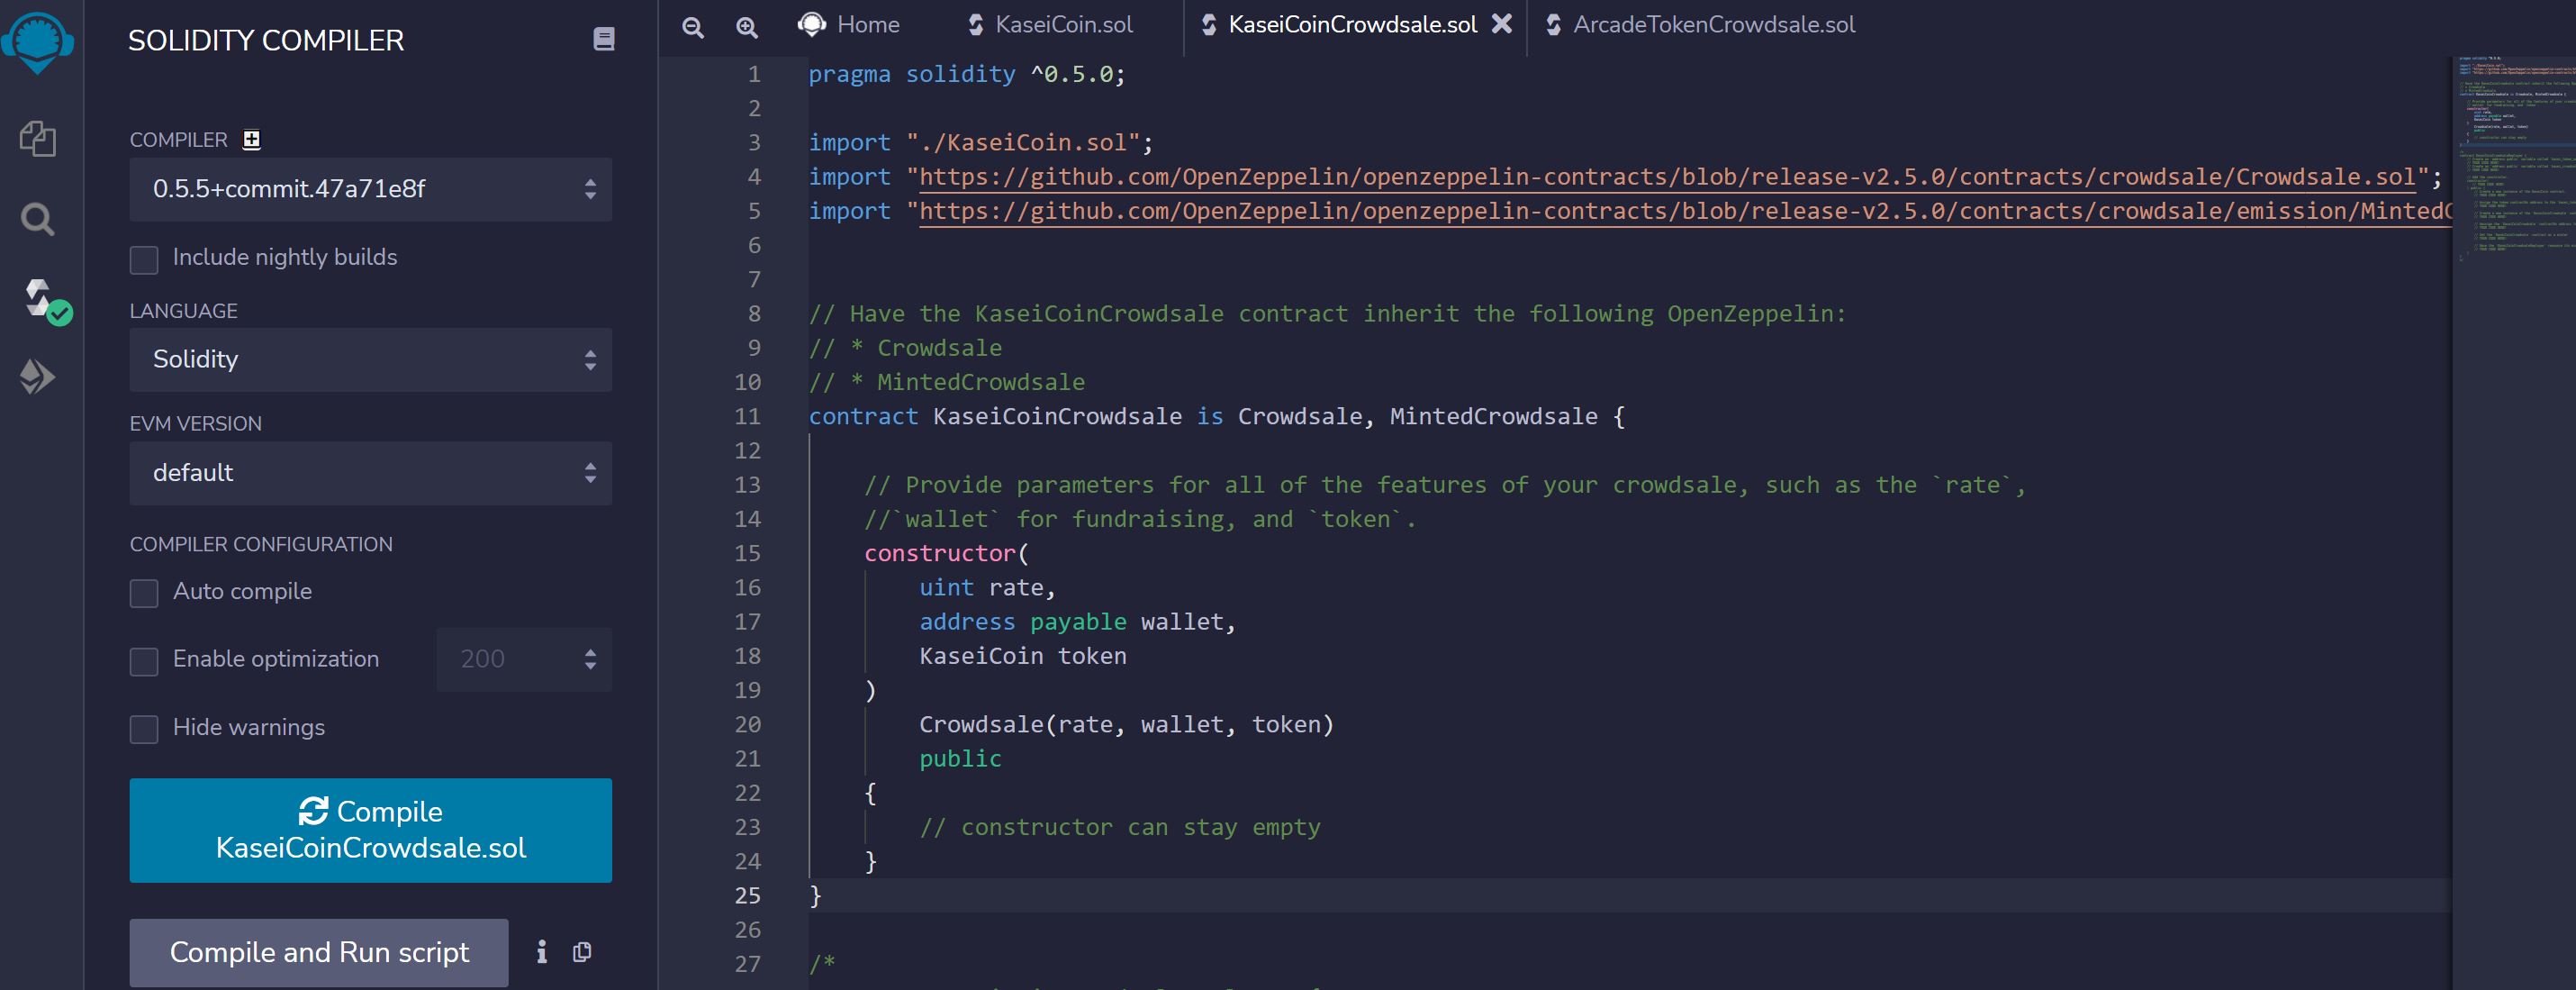 SOLIDITY COMPILER
COMPILER
0.5.5+commit.47a71e8f
Include nightly builds
LANGUAGE
Solidity
EVM VERSION
default
COMPILER CONFIGURATION
Auto compile
Enable optimization 200
Hide warnings
Compile
KaseiCoinCrowdsale.sol
Compile and Run script
Home KaseiCoin.sol KaseiCoinCrowdsale.sol ArcadeTokenCrowdsale.sol
1 pragma solidity ^0.5.0;
2
3 import "./KaseiCoin.sol";
4 import "https://github.com/OpenZeppelin/openzeppelin-contracts/blob/release-v2.5.0/contracts/crowdsale/Crowdsale.sol";
5 import "https://github.com/OpenZeppelin/openzeppelin-contracts/blob/release-v2.5.0/contracts/crowdsale/emission/Minted
6
7
8 // Have the KaseiCoinCrowdsale contract inherit the following OpenZeppelin:
9 // * Crowdsale
10 // * MintedCrowdsale
11 contract KaseiCoinCrowdsale is Crowdsale, MintedCrowdsale {
12
13 // Provide parameters for all of the features of your crowdsale, such as the `rate`,
14 //`wallet` for fundraising, and `token`.
15 constructor(
16 uint rate,
17 address payable wallet,
18 KaseiCoin token
19 )
20 Crowdsale(rate, wallet, token)
21 public
22 {
23 // constructor can stay empty
24 }
25 }
26
27 /*